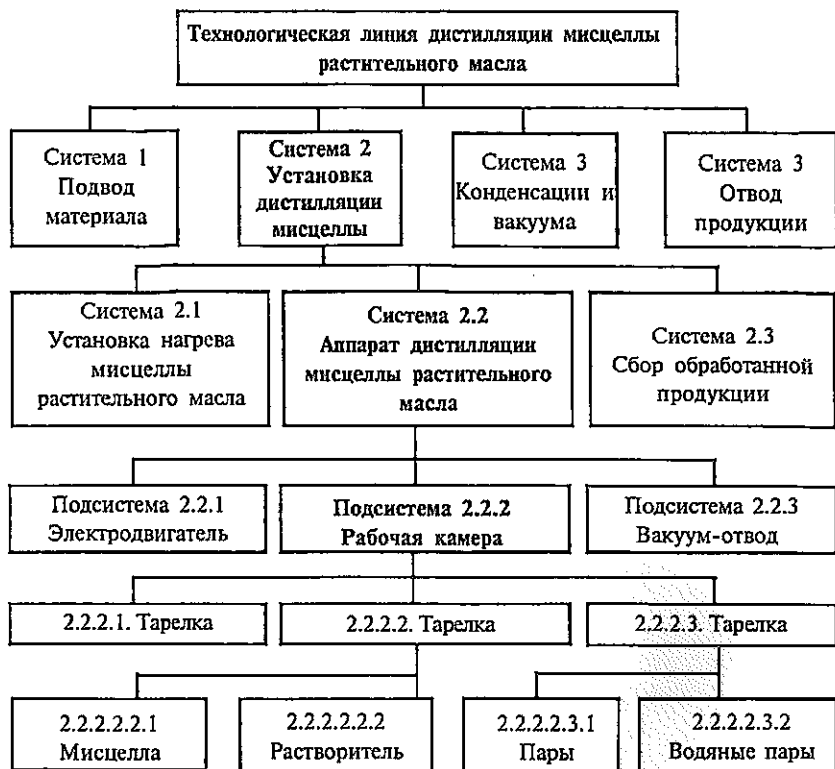 Технологическая линия дистилляции мисцеллы
растительного масла
Система 1
Подвод
материала
Система 2
Установка
дистилляции
мисцеллы
Система 3
Конденсации и
вакуума
Система 3
Отвод
продукции
Система 2.1
Установка нагрева
мисцеллы
растительного масла
Система 2.2
Аппарат дистилляции
мисцеллы растительного
масла
Система 2.3
Сбор обработанной
продукции
Подсистема 2.2.1
Электродвигатель
Подсистема 2.2.2
Рабочая камера
Подсистема 2.2.3
Вакуум-отвод
2.2.2.1. Тарелка
2.2.2.2. Тарелка
2.2.2.3. Тарелка
2.2.2.2.2.1
Мисцелла
2.2.2.2.2.2
Растворитель
2.2.2.2.3.1
Пары
2.2.2.2.3.2
Водяные пары